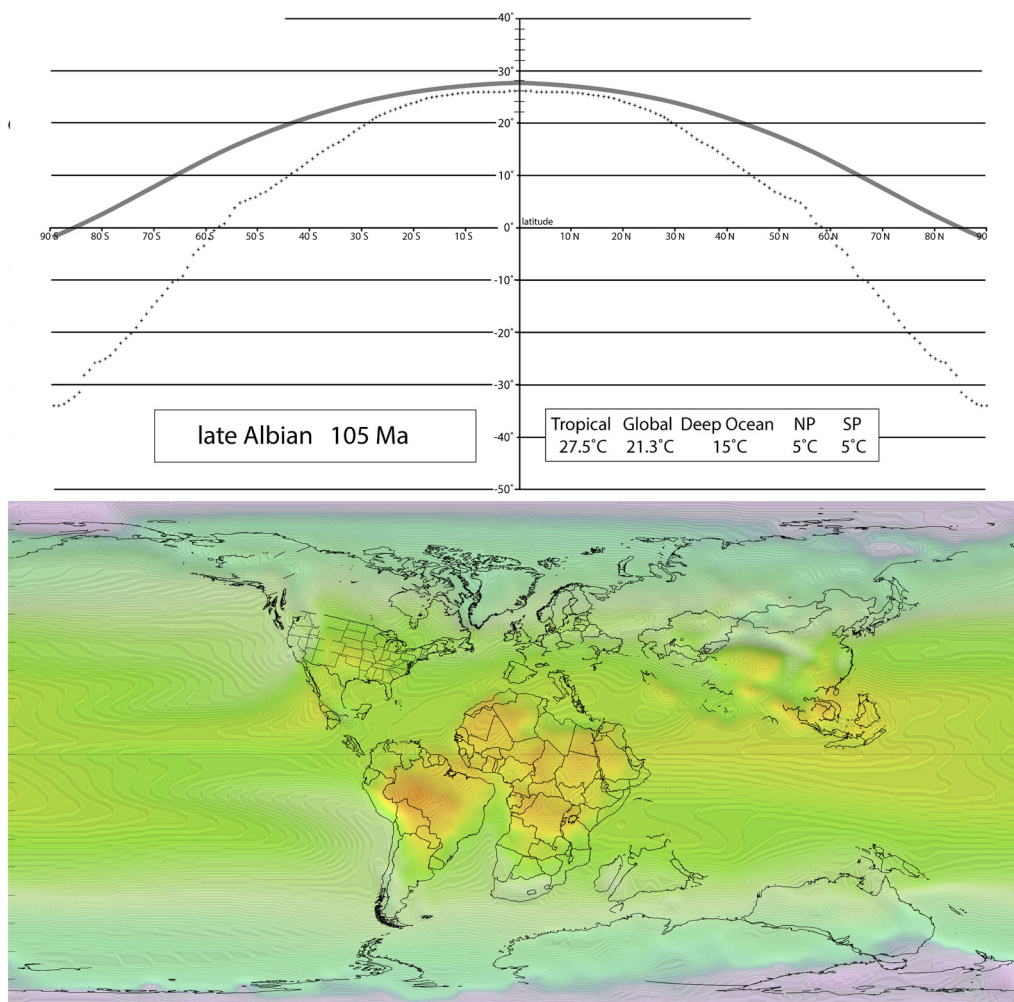 40˚
30˚
20˚
10˚
latitude
0˚
90 S 80 S 70 S 60 S 50 S 40 S 30 S 20 S 10 S 10 N 20 N 30 N 40 N 50 N 60 N 70 N 80 N 90
-10˚
-20˚
-30˚
-40˚
-50˚
late Albian 105 Ma
Tropical Global Deep Ocean NP SP
27.5˚C 21.3˚C 15˚C 5˚C 5˚C